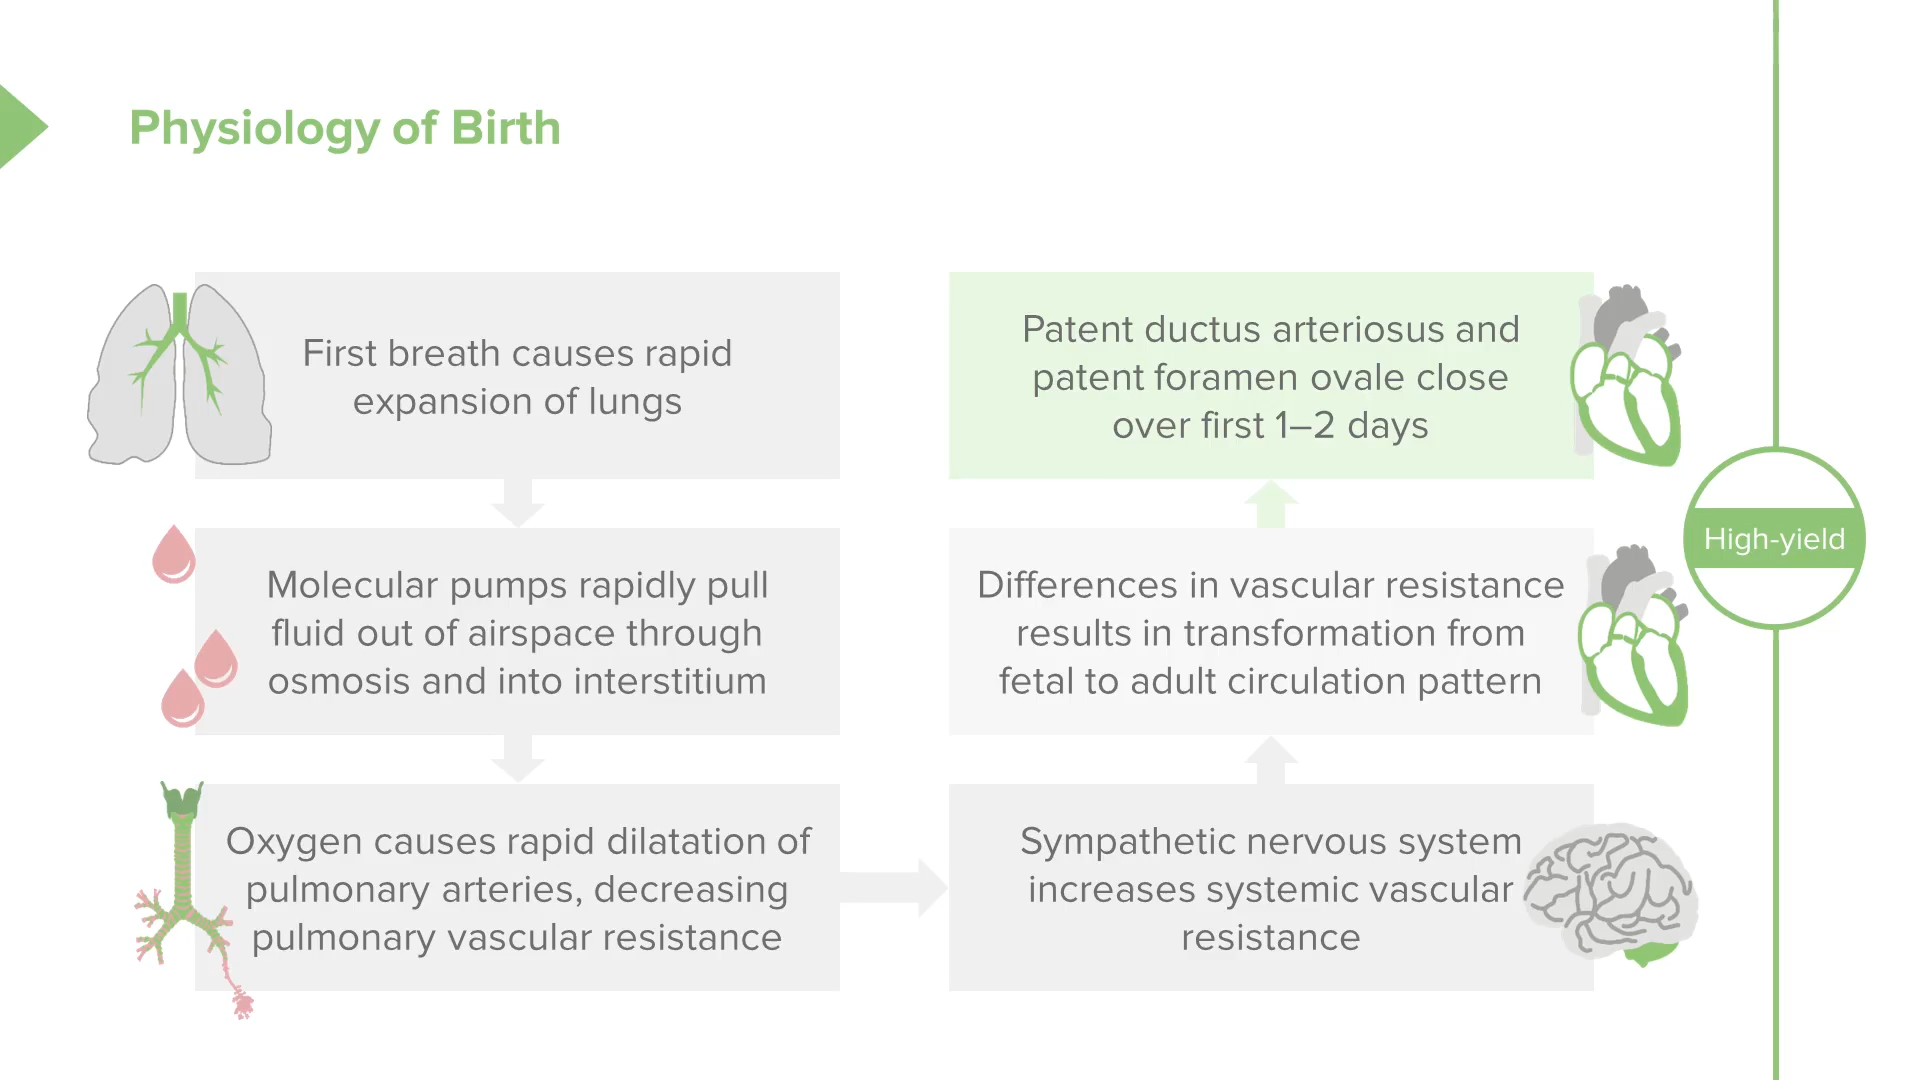 Physiology of Birth
First breath causes rapid
expansion of lungs
Molecular pumps rapidly pull
fluid out of airspace through
osmosis and into interstitium
Oxygen causes rapid dilatation of
pulmonary arteries, decreasing
pulmonary vascular resistance
Sympathetic nervous system
increases systemic vascular
resistance
Differences in vascular resistance
results in transformation from
fetal to adult circulation pattern
Patent ductus arteriosus and
patent foramen ovale close
over first 1–2 days
High-yield